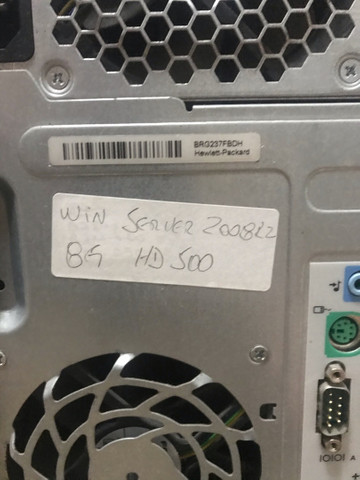 BRG237FBDH
Hewlett-Packard
WIN SERVER 2008R2
8G HD 500
IOIOI A